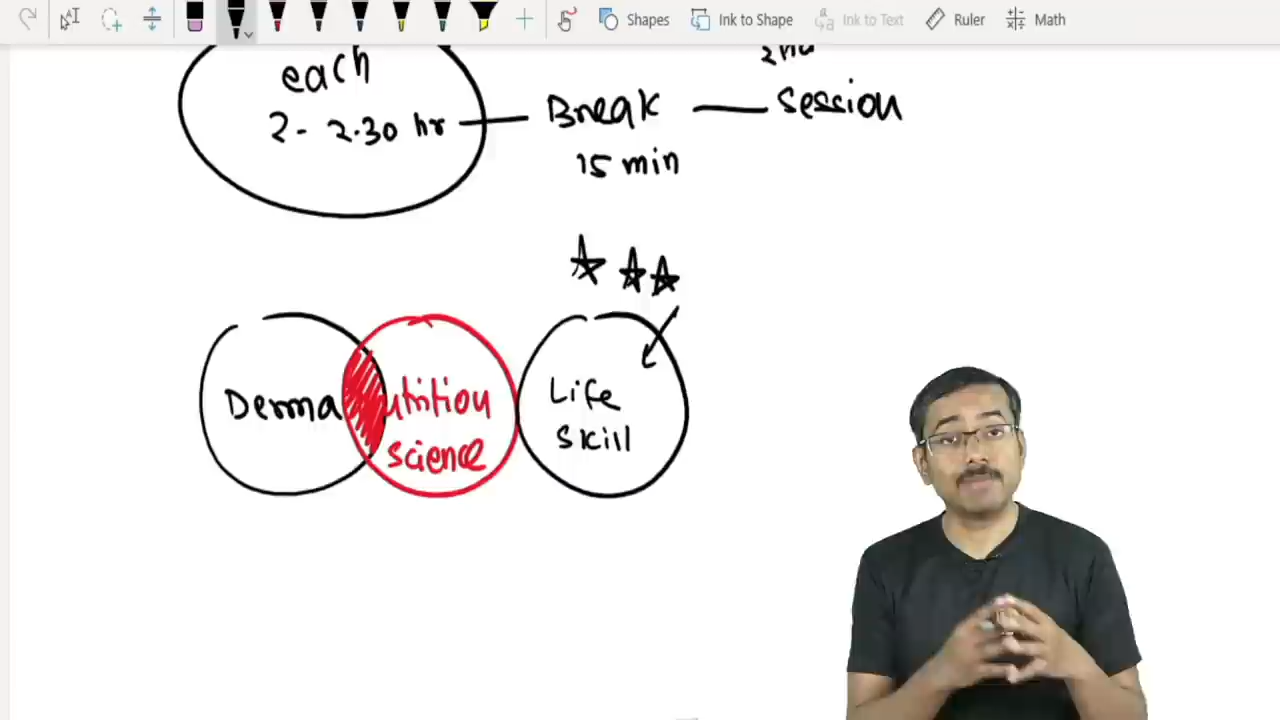 Shapes Ink to Shape Ink to Text Ruler Math
each
2 - 2.30 hr Break Session
15 min
Derma utrition Life
science skill